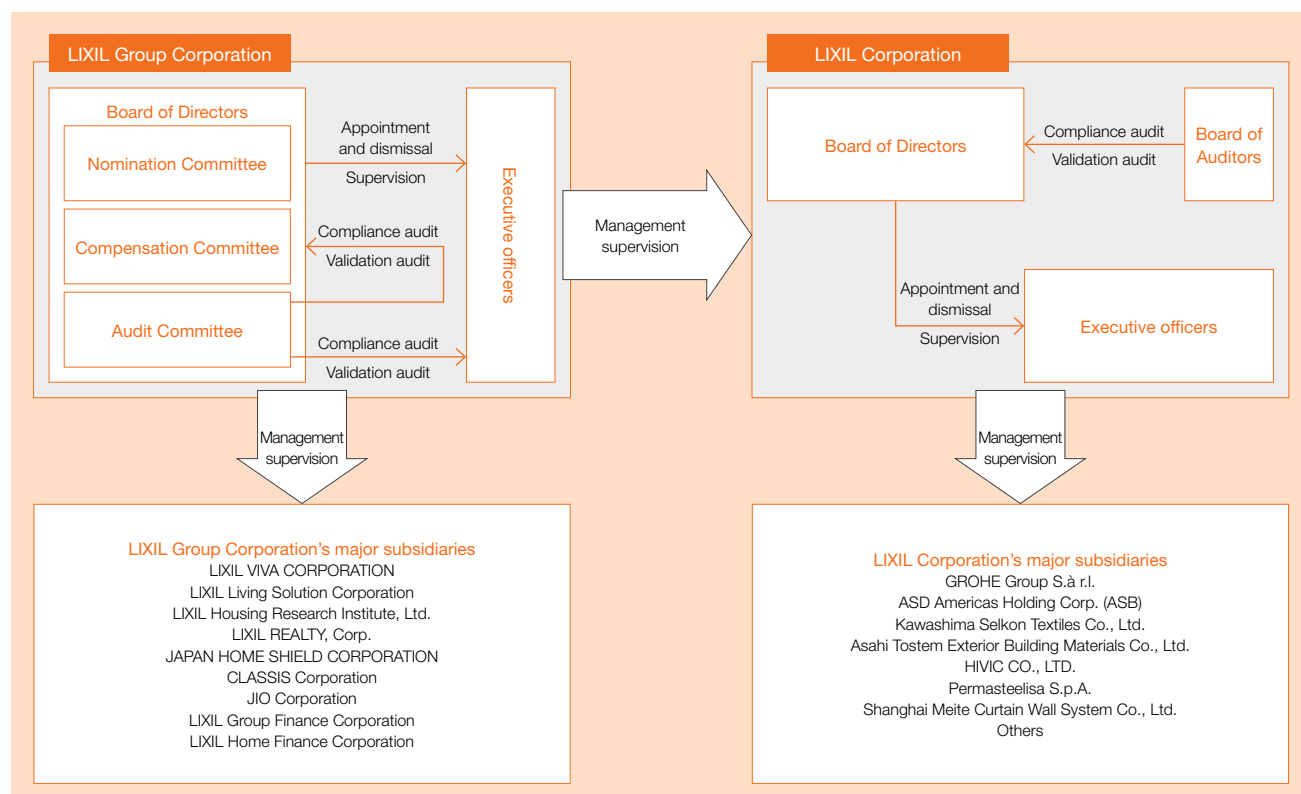 LIXIL Group Corporation
Board of Directors
Nomination Committee
Compensation Committee
Audit Committee
Appointment
and dismissal
Supervision
Compliance audit
Validation audit
Compliance audit
Validation audit
Executive officers
Management
supervision
LIXIL Corporation
Board of Directors
Compliance audit
Validation audit
Board of
Auditors
Appointment and
dismissal
Supervision
Executive officers
Management
supervision
LIXIL Group Corporation’s major subsidiaries
LIXIL VIVA CORPORATION
LIXIL Living Solution Corporation
LIXIL Housing Research Institute, Ltd.
LIXIL REALTY, Corp.
JAPAN HOME SHIELD CORPORATION
CLASSIS Corporation
JIO Corporation
LIXIL Group Finance Corporation
LIXIL Home Finance Corporation
Management
supervision
LIXIL Corporation’s major subsidiaries
GROHE Group S.à r.l.
ASD Americas Holding Corp. (ASB)
Kawashima Selkon Textiles Co., Ltd.
Asahi Tostem Exterior Building Materials Co., Ltd.
HIVIC CO., LTD.
Permasteelisa S.p.A.
Shanghai Meite Curtain Wall System Co., Ltd.
Others